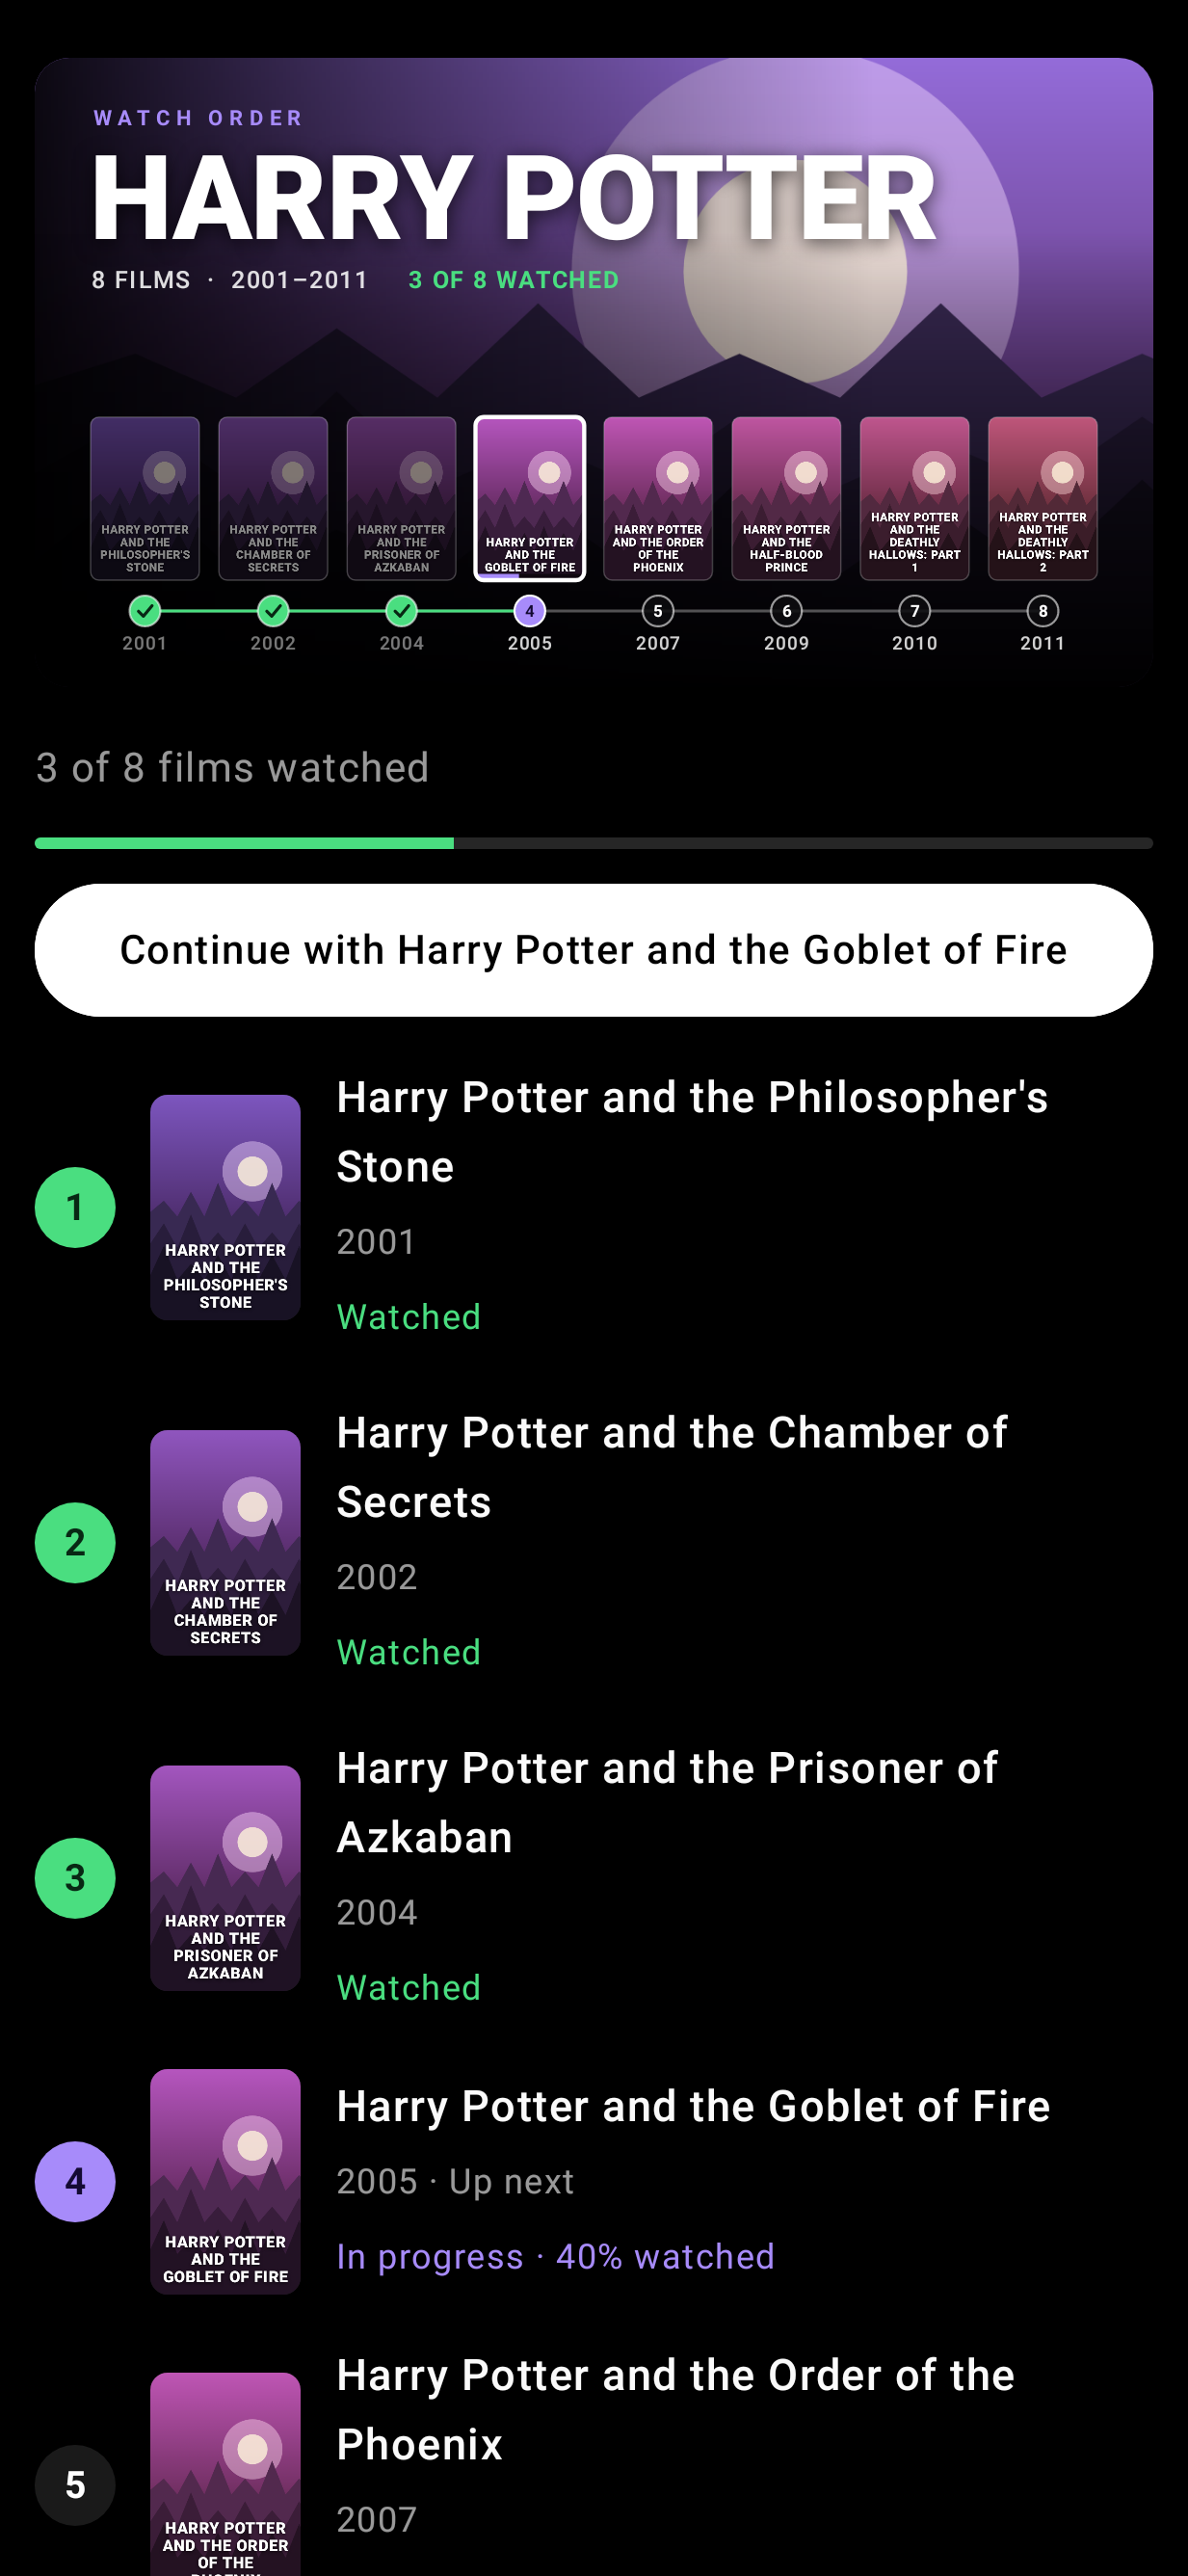 WATCH ORDER
HARRY POTTER
8 FILMS · 2001–2011 3 OF 8 WATCHED
HARRY POTTER
AND THE
PHILOSOPHER'S
STONE
HARRY POTTER
AND THE
CHAMBER OF
SECRETS
HARRY POTTER
AND THE
PRISONER OF
AZKABAN
HARRY POTTER
AND THE
GOBLET OF FIRE
HARRY POTTER
AND THE ORDER
OF THE
PHOENIX
HARRY POTTER
AND THE
HALF-BLOOD
PRINCE
HARRY POTTER
AND THE
DEATHLY
HALLOWS: PART
1
HARRY POTTER
AND THE
DEATHLY
HALLOWS: PART
2
4 5 6 7 8
2001 2002 2004 2005 2007 2009 2010 2011
3 of 8 films watched
Continue with Harry Potter and the Goblet of Fire
1
HARRY POTTER
AND THE
PHILOSOPHER'S
STONE
Harry Potter and the Philosopher's
Stone
2001
Watched
2
HARRY POTTER
AND THE
CHAMBER OF
SECRETS
Harry Potter and the Chamber of
Secrets
2002
Watched
3
HARRY POTTER
AND THE
PRISONER OF
AZKABAN
Harry Potter and the Prisoner of
Azkaban
2004
Watched
4
HARRY POTTER
AND THE
GOBLET OF FIRE
Harry Potter and the Goblet of Fire
2005 · Up next
In progress · 40% watched
5
HARRY POTTER
AND THE ORDER
OF THE
Harry Potter and the Order of the
Phoenix
2007